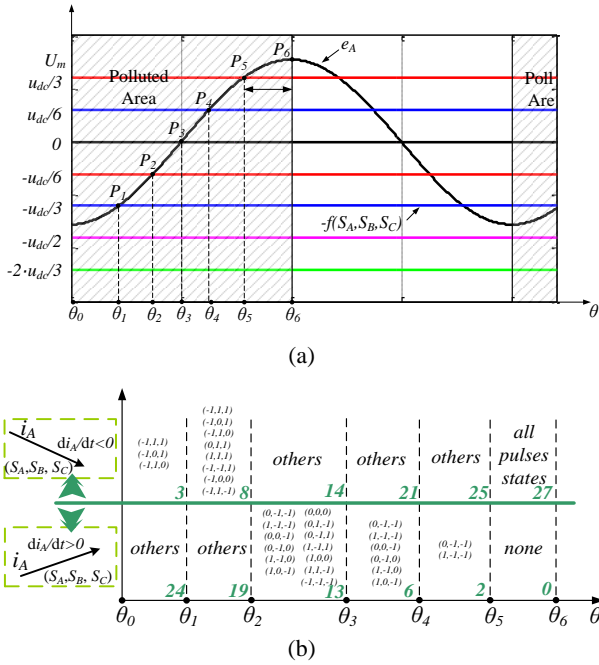 U_m
u_dc/3
u_dc/6
0
-u_dc/6
-u_dc/3
-u_dc/2
-2·u_dc/3
Polluted
Area
P_1
P_2
P_3
P_4
P_5
P_6
e_A
Poll
Are
-f(S_A,S_B,S_C)
θ_0
θ_1
θ_2
θ_3
θ_4
θ_5
θ_6
θ
(a)
i_A
di_A/dt<0
(S_A,S_B, S_C)
(-1,1,1)
(-1,0,1)
(-1,1,0)
3
(-1,1,1)
(-1,0,1)
(-1,1,0)
(0,1,1)
(1,1,1)
(-1,-1,1)
(-1,0,0)
(-1,1,-1)
8
others
14
others
21
others
25
all
pulses
states
27
di_A/dt>0
i_A
(S_A,S_B, S_C)
others
24
others
19
(0,-1,-1)
(1,-1,-1)
(0,0,-1)
(0,-1,0)
(1,-1,0)
(1,0,-1)
(0,0,0)
(0,1,-1)
(0,-1,1)
(1,-1,1)
(1,0,0)
(1,1,-1)
(-1,-1,-1)
13
(0,-1,-1)
(1,-1,-1)
(0,0,-1)
(0,-1,0)
(1,-1,0)
(1,0,-1)
6
(0,-1,-1)
(1,-1,-1)
2
none
0
θ_0
θ_1
θ_2
θ_3
θ_4
θ_5
θ_6
θ
(b)